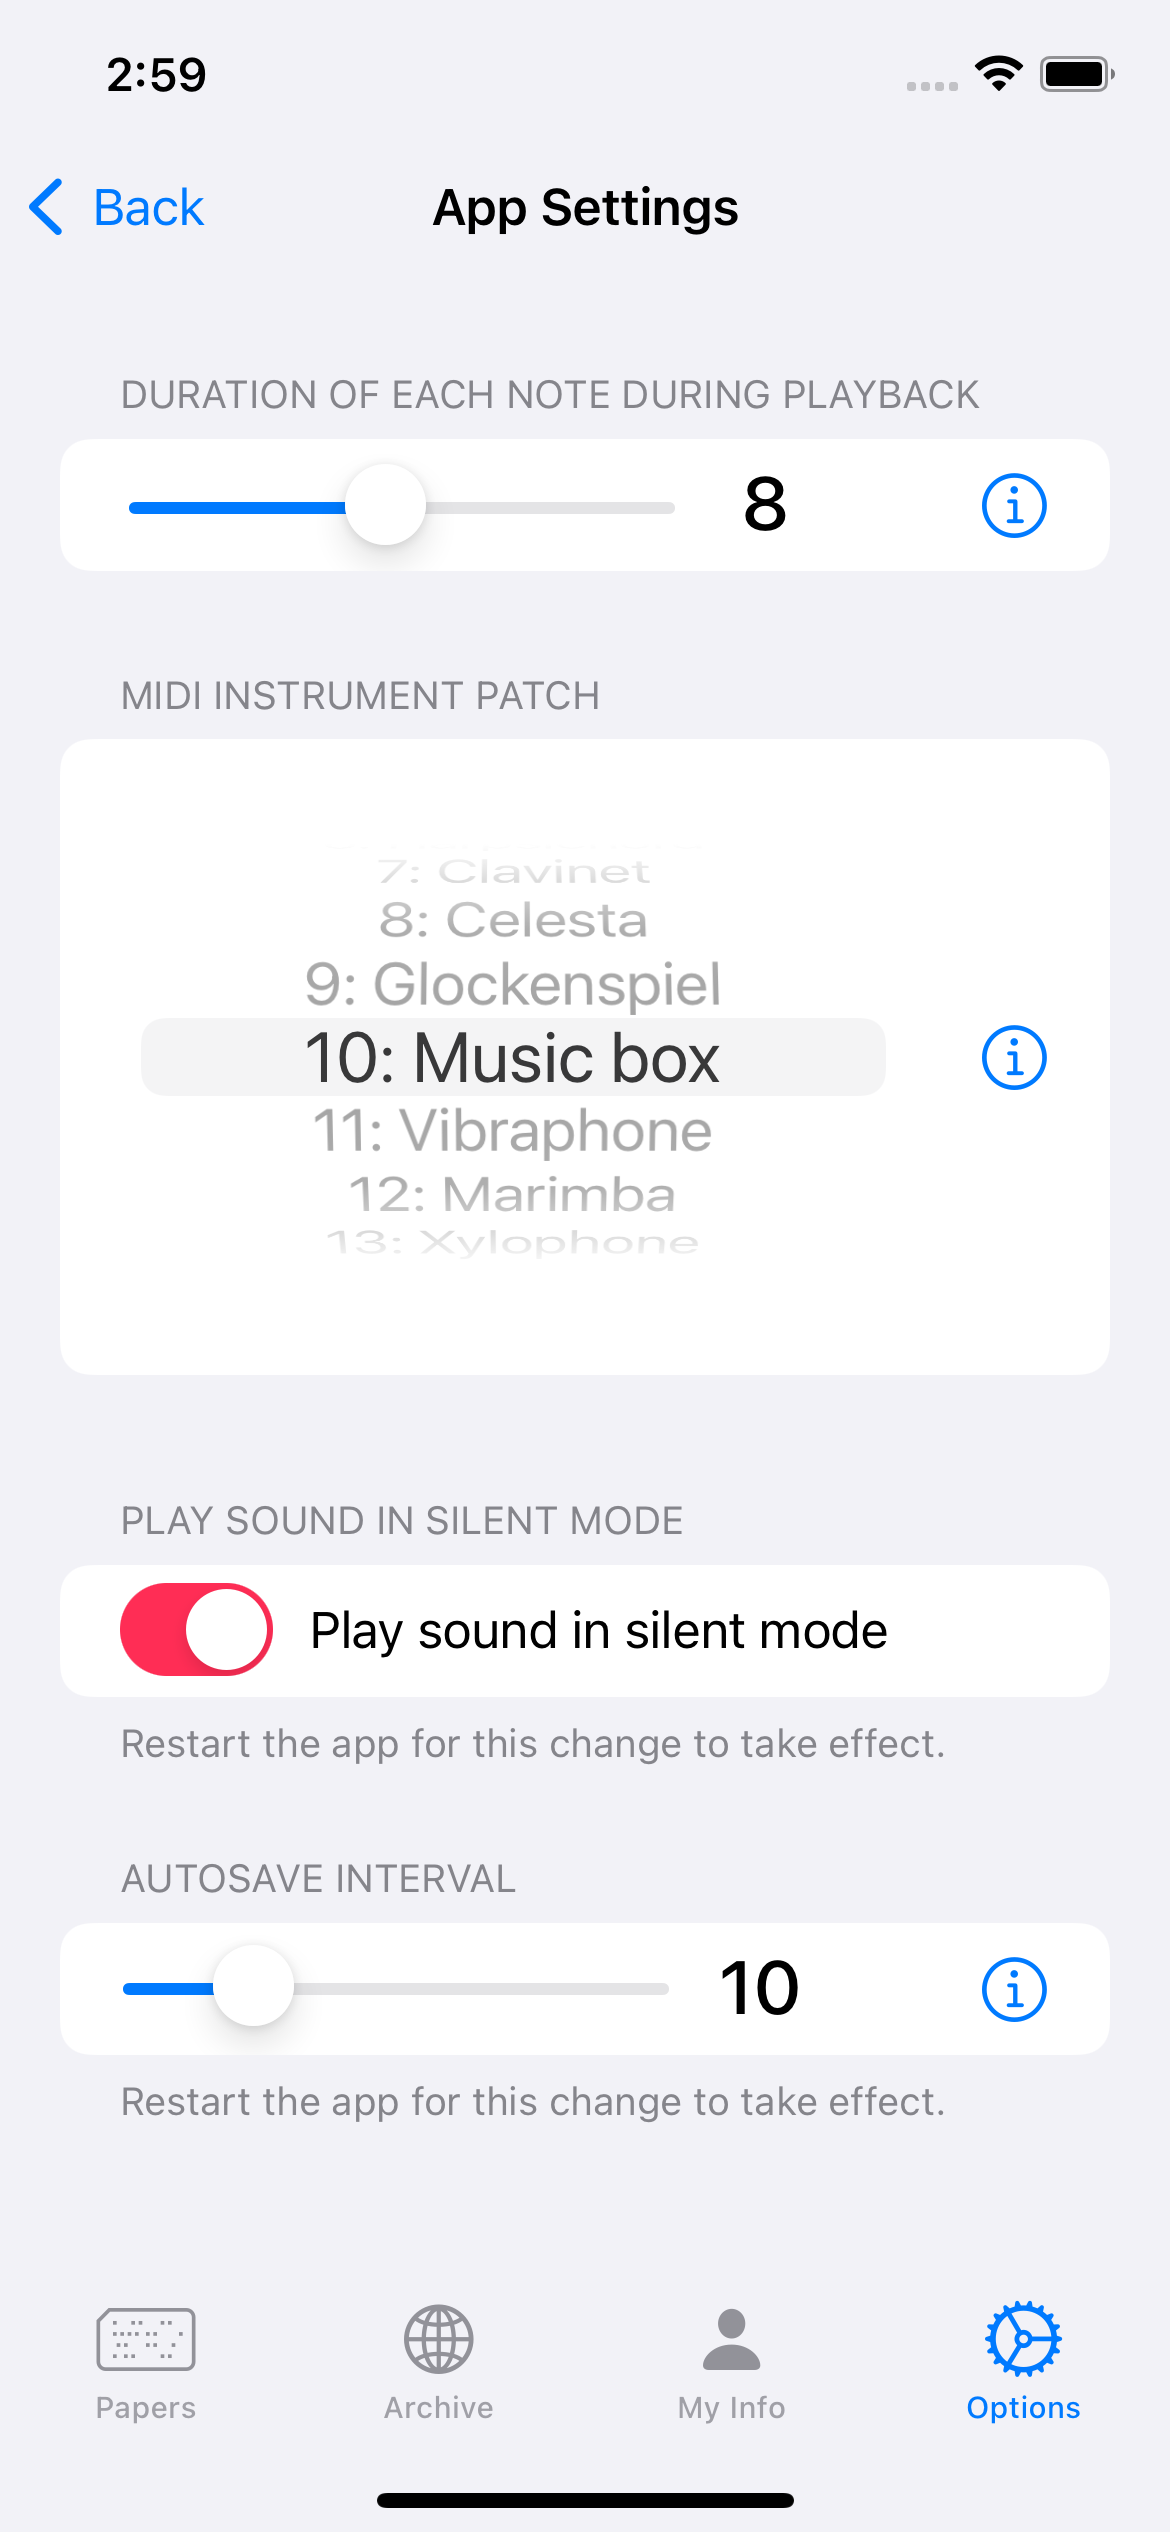 2:59
Back
App Settings
DURATION OF EACH NOTE DURING PLAYBACK
8
MIDI INSTRUMENT PATCH
7: Clavinet
8: Celesta
9: Glockenspiel
10: Music box
11: Vibraphone
12: Marimba
13: Xylophone
PLAY SOUND IN SILENT MODE
Play sound in silent mode
Restart the app for this change to take effect.
AUTOSAVE INTERVAL
10
Restart the app for this change to take effect.
Papers
Archive
My Info
Options